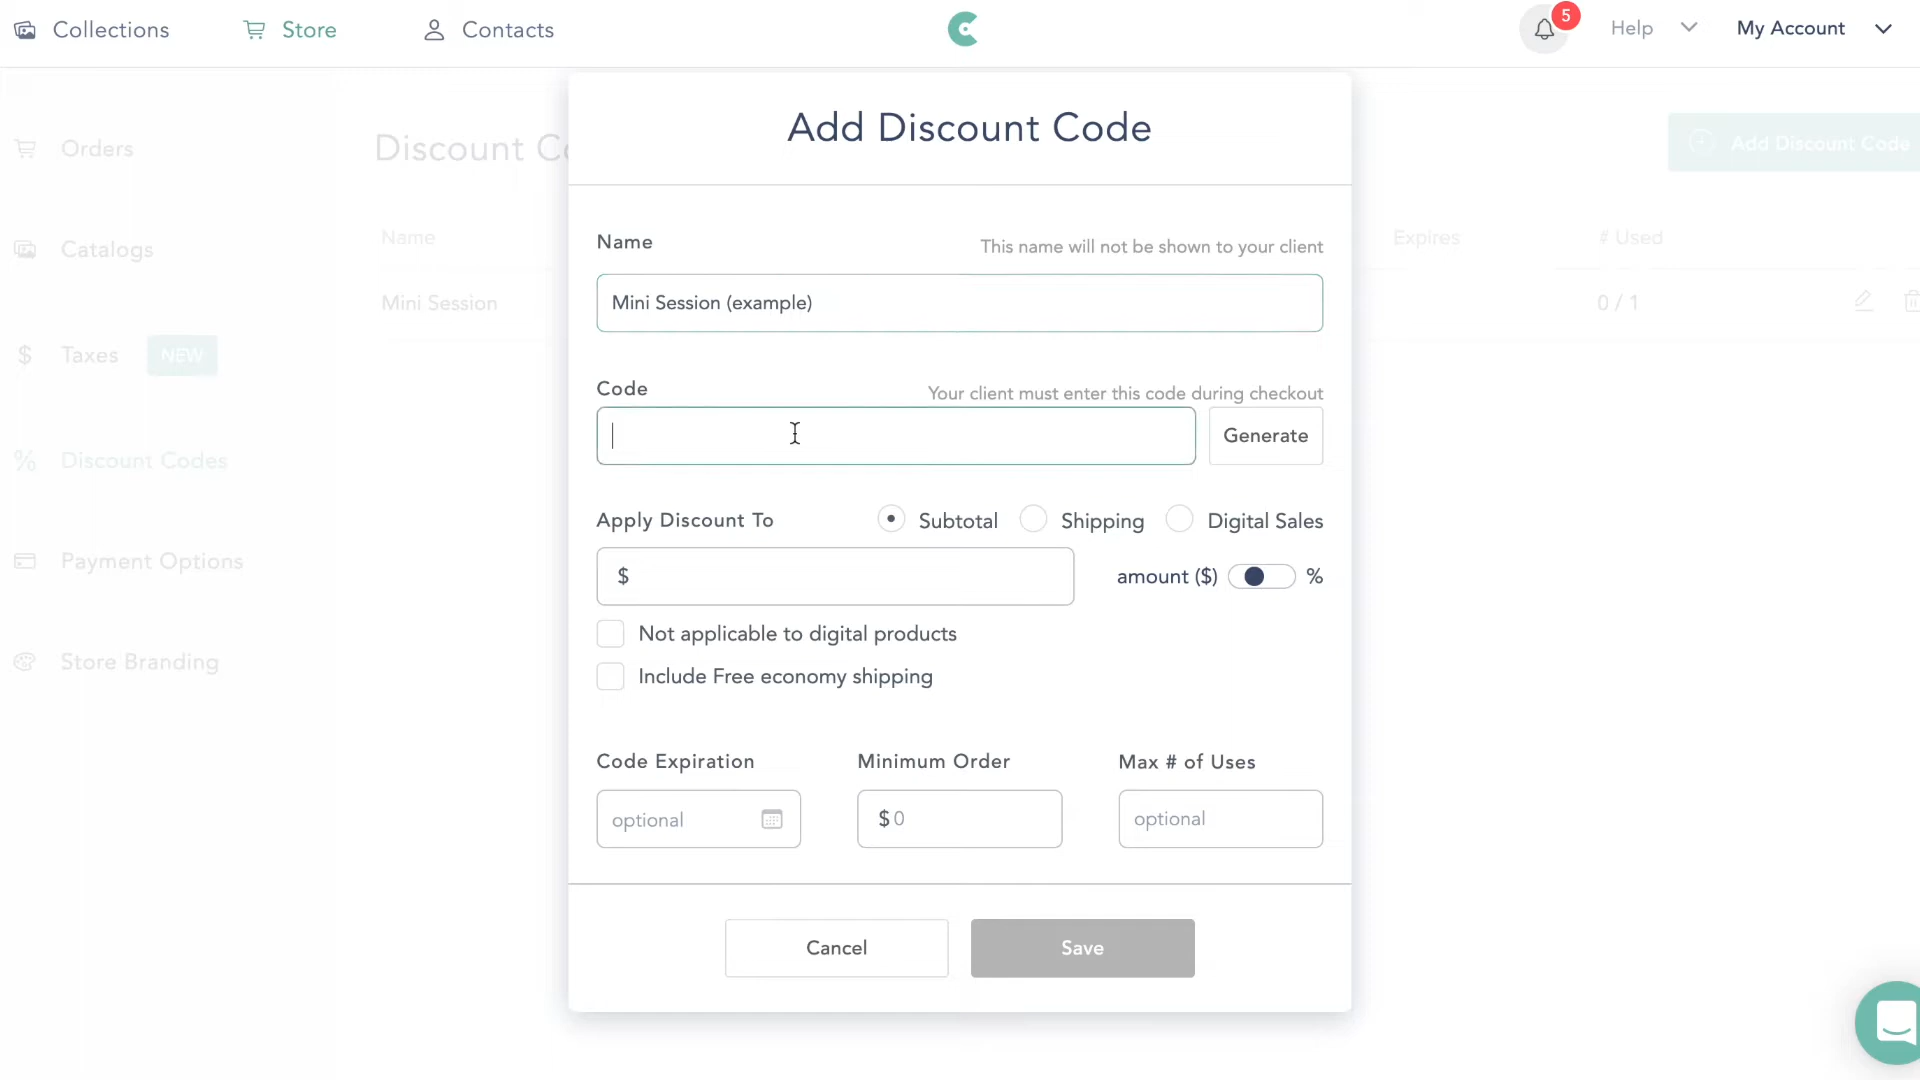 Collections
Store
Contacts
5
Help
My Account
Add Discount Code
Orders
Discount C
Add Discount Code
Name
This name will not be shown to your client
Name
Expires
# Used
Catalogs
Mini Session (example)
Mini Session
0 / 1
Taxes
NEW
Code
Your client must enter this code during checkout
Generate
Discount Codes
Apply Discount To
Subtotal
Shipping
Digital Sales
$
amount ($)
%
Payment Options
Not applicable to digital products
Include Free economy shipping
Store Branding
Code Expiration
Minimum Order
Max # of Uses
optional
$ 0
optional
Cancel
Save